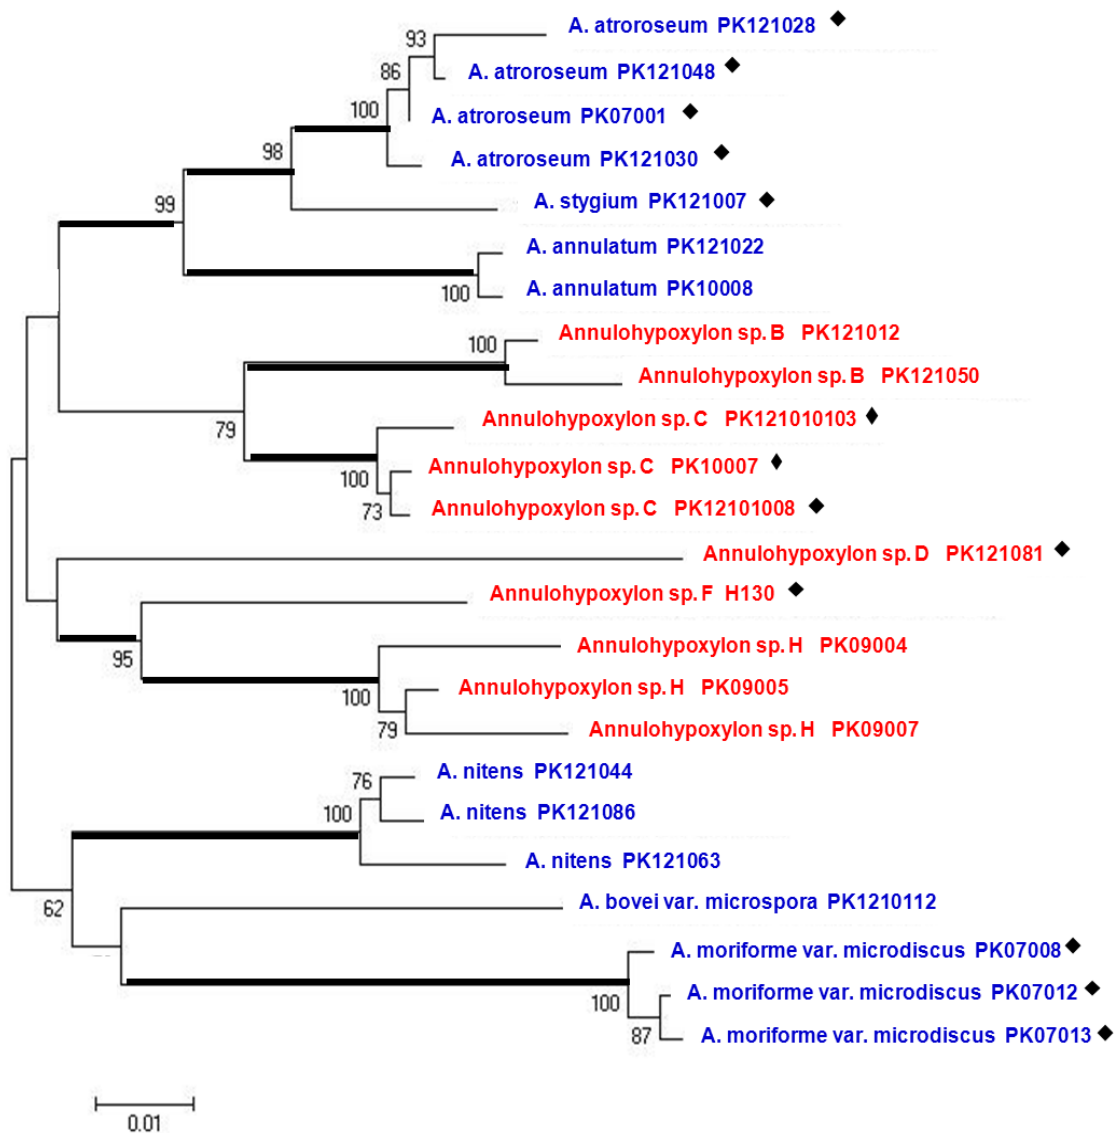 93
A. atroroseum PK121028 ◆
86
A. atroroseum PK121048 ◆
100
A. atroroseum PK07001 ◆
98
A. atroroseum PK121030 ◆
99
A. stygium PK121007 ◆
A. annulatum PK121022
100
A. annulatum PK10008
100
Annulohypoxylon sp. B PK121012
Annulohypoxylon sp. B PK121050
79
Annulohypoxylon sp. C PK121010103 ♦
100
Annulohypoxylon sp. C PK10007 ♦
73
Annulohypoxylon sp. C PK12101008 ◆
Annulohypoxylon sp. D PK121081 ◆
Annulohypoxylon sp. F H130 ◆
95
Annulohypoxylon sp. H PK09004
100
Annulohypoxylon sp. H PK09005
79
Annulohypoxylon sp. H PK09007
76
A. nitens PK121044
100
A. nitens PK121086
A. nitens PK121063
62
A. bovei var. microspora PK1210112
A. moriforme var. microdiscus PK07008 ◆
100
A. moriforme var. microdiscus PK07012 ◆
87
A. moriforme var. microdiscus PK07013 ◆
0.01